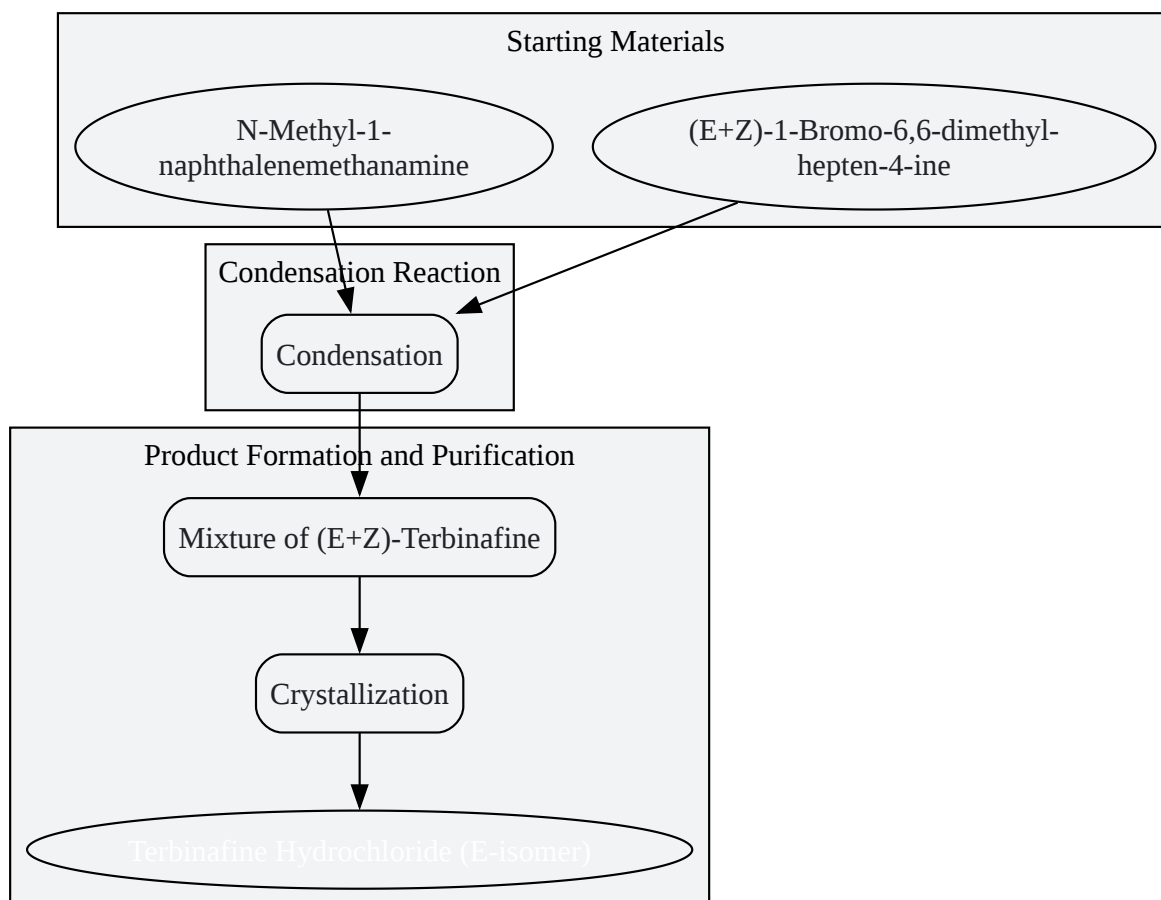 Starting Materials
N-Methyl-1-
naphthalenemethanamine
(E+Z)-1-Bromo-6,6-dimethyl-
hepten-4-ine
Condensation Reaction
Condensation
Product Formation and Purification
Mixture of (E+Z)-Terbinafine
Crystallization
Terbinafine Hydrochloride (E-isomer)